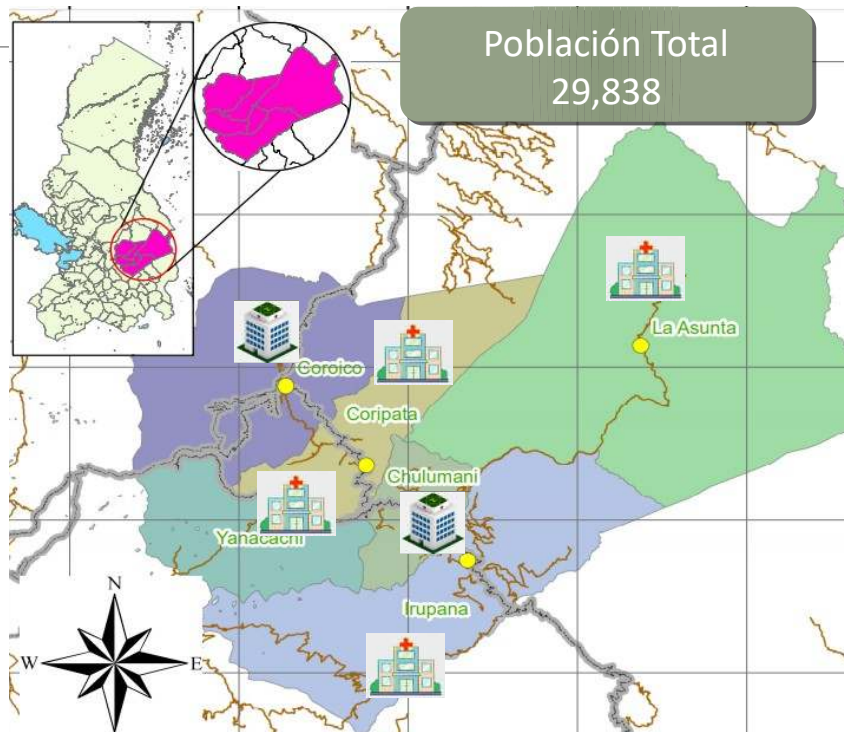 Población Total
29,838
La Asunta
Coroico
Coripata
Chulumani
Yanacachi
Irupana
N
W
E